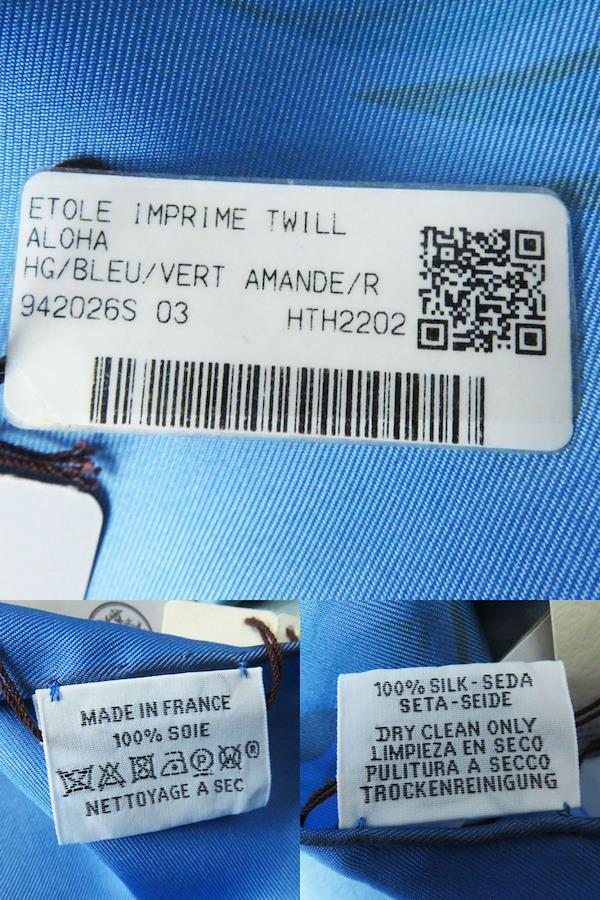 ETOLE IMPRIME TWILL
ALOHA
HG/BLEU/VERT AMANDE/R
942026S 03 HTH2202
MADE IN FRANCE
100% SOIE
NETTOYAGE A SEC
100% SILK-SEDA
SETA-SEIDE
DRY CLEAN ONLY
LIMPIEZA EN SECO
PULITURA A SECCO
TROCKENREINIGUNG